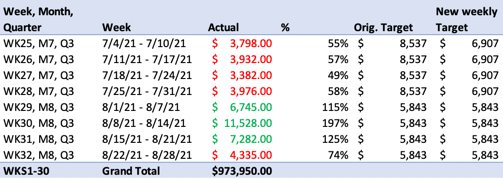 Week, Month, Quarter Week Actual % Orig. Target New weekly Target
WK25, M7, Q3 7/4/21 - 7/10/21 $ 3,798.00 55% $ 8,537 $ 6,907
WK26, M7, Q3 7/11/21 - 7/17/21 $ 3,932.00 57% $ 8,537 $ 6,907
WK27, M7, Q3 7/18/21 - 7/24/21 $ 3,382.00 49% $ 8,537 $ 6,907
WK28, M7, Q3 7/25/21 - 7/31/21 $ 3,976.00 58% $ 8,537 $ 6,907
WK29, M8, Q3 8/1/21 - 8/7/21 $ 6,745.00 115% $ 5,843 $ 5,843
WK30, M8, Q3 8/8/21 - 8/14/21 $ 11,528.00 197% $ 5,843 $ 5,843
WK31, M8, Q3 8/15/21 - 8/21/21 $ 7,282.00 125% $ 5,843 $ 5,843
WK32, M8, Q3 8/22/21 - 8/28/21 $ 4,335.00 74% $ 5,843 $ 5,843
WKS1-30 Grand Total $973,950.00